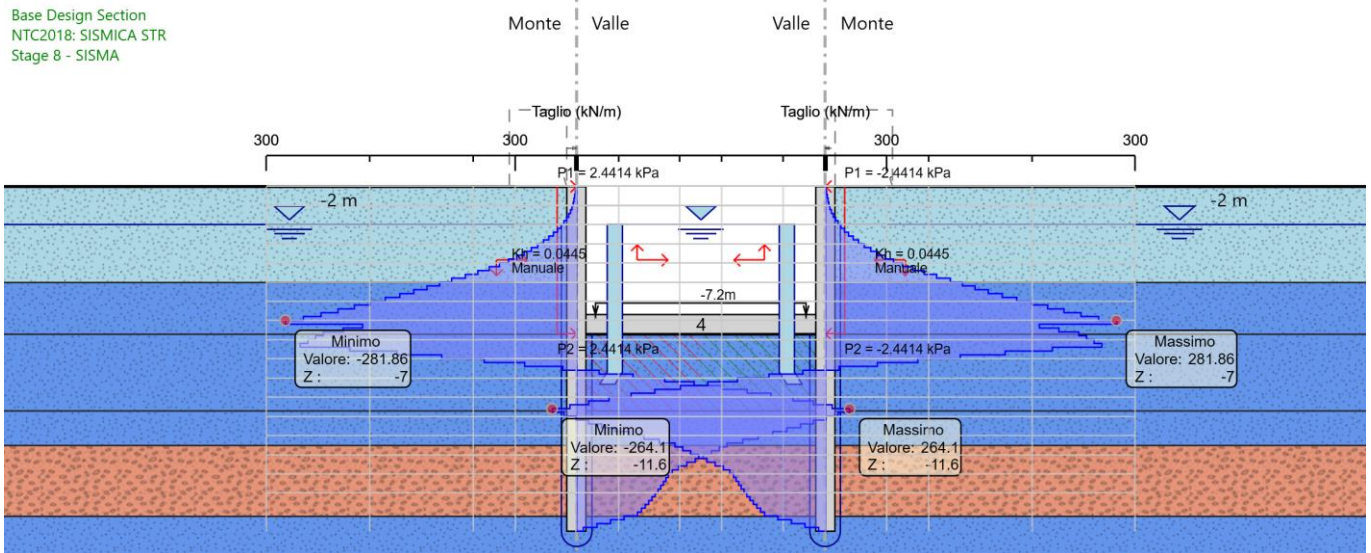 Base Design Section
NTC2018: SISMICA STR
Stage 8 - SISMA
Monte Valle Valle Monte
Taglio (kN/m) Taglio (kN/m)
300 300 300 300
P1 = 2.4414 kPa P1 = -2.4414 kPa
-2 m -2 m
Kh = 0.0445 Kh = 0.0445
Manuale Manuale
-7.2m
4
P2 = 2.4414 kPa P2 = -2.4414 kPa
Minimo
Valore: -281.86
Z : -7
Massimo
Valore: 281.86
Z : -7
Minimo
Valore: -264.1
Z : -11.6
Massimo
Valore: 264.1
Z : -11.6